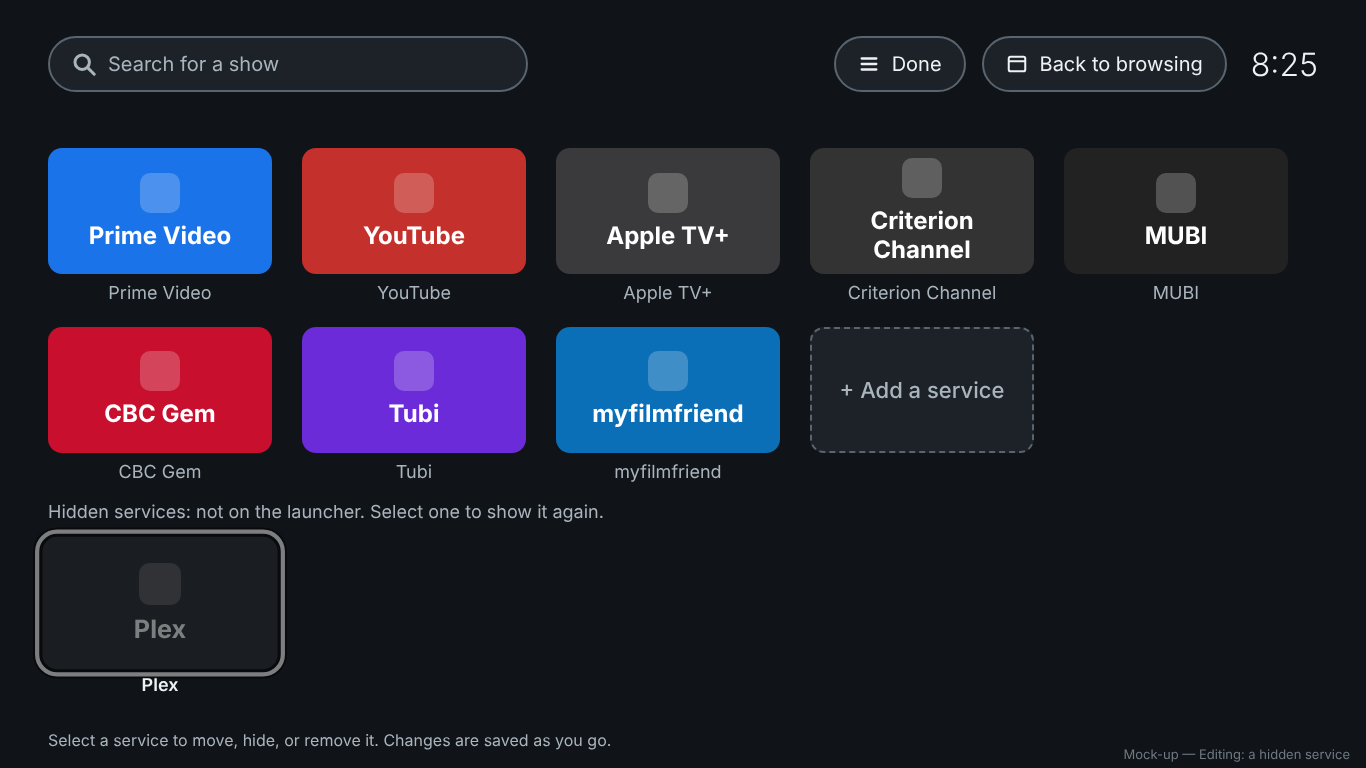 Search for a show
Done
Back to browsing
8:25
Prime Video
YouTube
Apple TV+
Criterion
Channel
MUBI
Prime Video
YouTube
Apple TV+
Criterion Channel
MUBI
CBC Gem
Tubi
myfilmfriend
+ Add a service
CBC Gem
Tubi
myfilmfriend
Hidden services: not on the launcher. Select one to show it again.
Plex
Plex
Select a service to move, hide, or remove it. Changes are saved as you go.
Mock-up — Editing: a hidden service